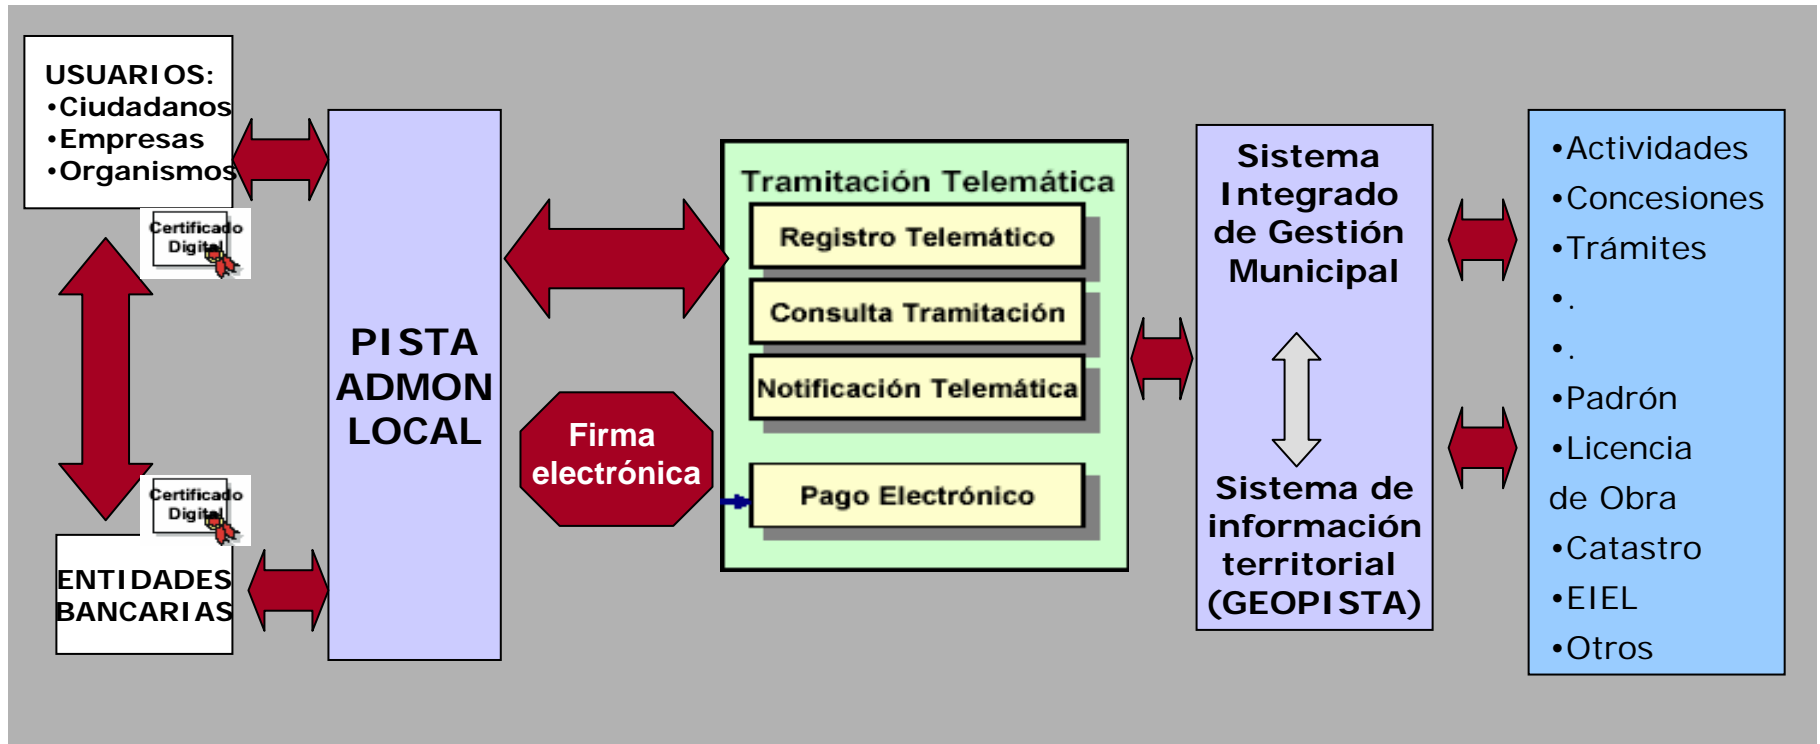 USUARIOS:
•Ciudadanos
•Empresas
•Organismos
Certificado
Digital
Certificado
Digital
ENTIDADES
BANCARIAS
PISTA
ADMON
LOCAL
Firma
electrónica
Tramitación Telemática
Registro Telemático
Consulta Tramitación
Notificación Telemática
Pago Electrónico
Sistema
Integrado
de Gestión
Municipal
Sistema de
información
territorial
(GEOPISTA)
•Actividades
•Concesiones
•Trámites
•.
•.
•Padrón
•Licencia
de Obra
•Catastro
•EIEL
•Otros